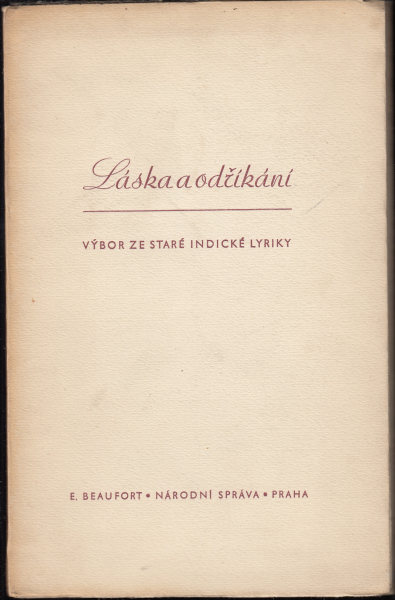 Láska a odříkání
VÝBOR ZE STARÉ INDICKÉ LYRIKY
E. BEAUFORT • NÁRODNÍ SPRÁVA • PRAHA